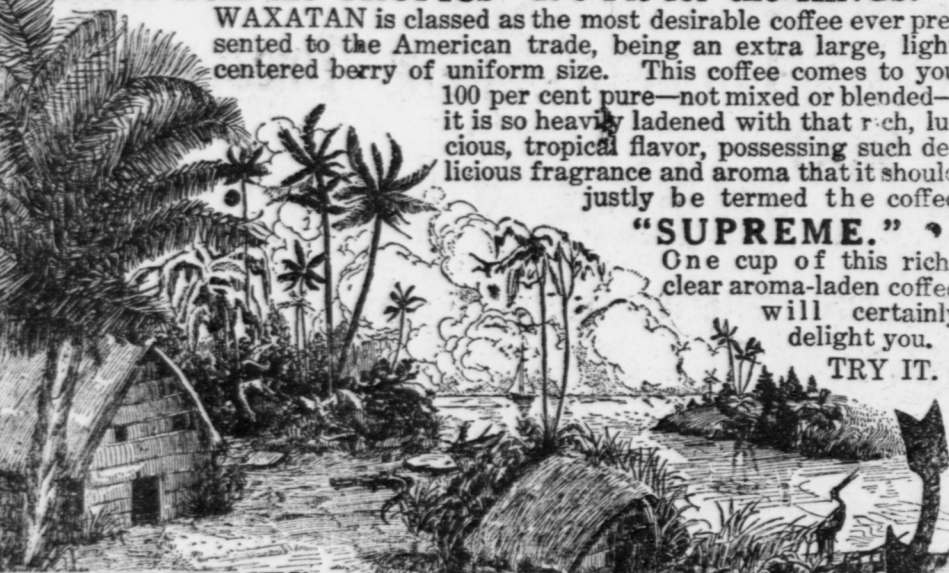 WAXATAN is classed as the most desirable coffee ever pre
sented to the American trade, being an extra large, ligh
centered berry of uniform size. This coffee comes to you
100 per cent pure—not mixed or blended—
it is so heavily ladened with that rich, lu
cious, tropical flavor, possessing such de
licious fragrance and aroma that it should
justly be termed the coffee
"SUPREME."
One cup of this rich
clear aroma-laden coffee
will certainly
delight you.
TRY IT.